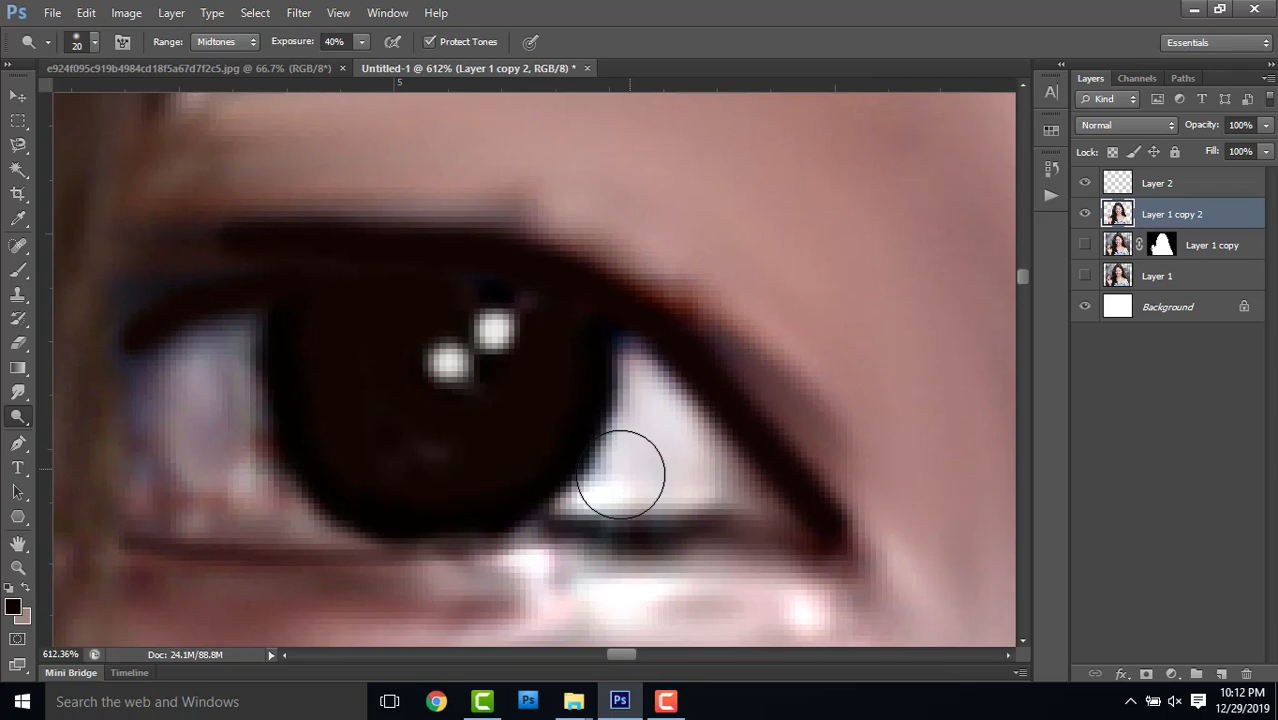 Ps File Edit Image Layer Type Select Filter View Window Help
20 Range: Midtones Exposure: 40% Protect Tones Essentials
e924f095c919b4984cd18f5a67d7f2c5.jpg @ 66.7% (RGB/8*) × Untitled-1 @ 612% (Layer 1 copy 2, RGB/8) * ×
5
Layers Channels Paths
Kind
Normal Opacity: 100%
Lock: Fill: 100%
Layer 2
Layer 1 copy 2
Layer 1 copy
Layer 1
Background
612.36% Doc: 24.1M/88.8M
Mini Bridge Timeline
Search the web and Windows
10:12 PM
12/29/2019